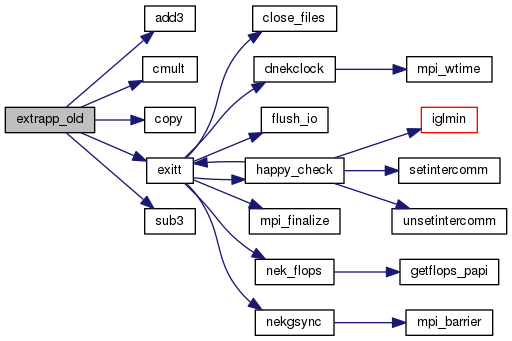 add3
close_files
cmult
dnekclock
mpi_wtime
extrapp_old
copy
flush_io
iglmin
exitt
happy_check
setintercomm
sub3
mpi_finalize
unsetintercomm
nek_flops
getflops_papi
nekgsync
mpi_barrier